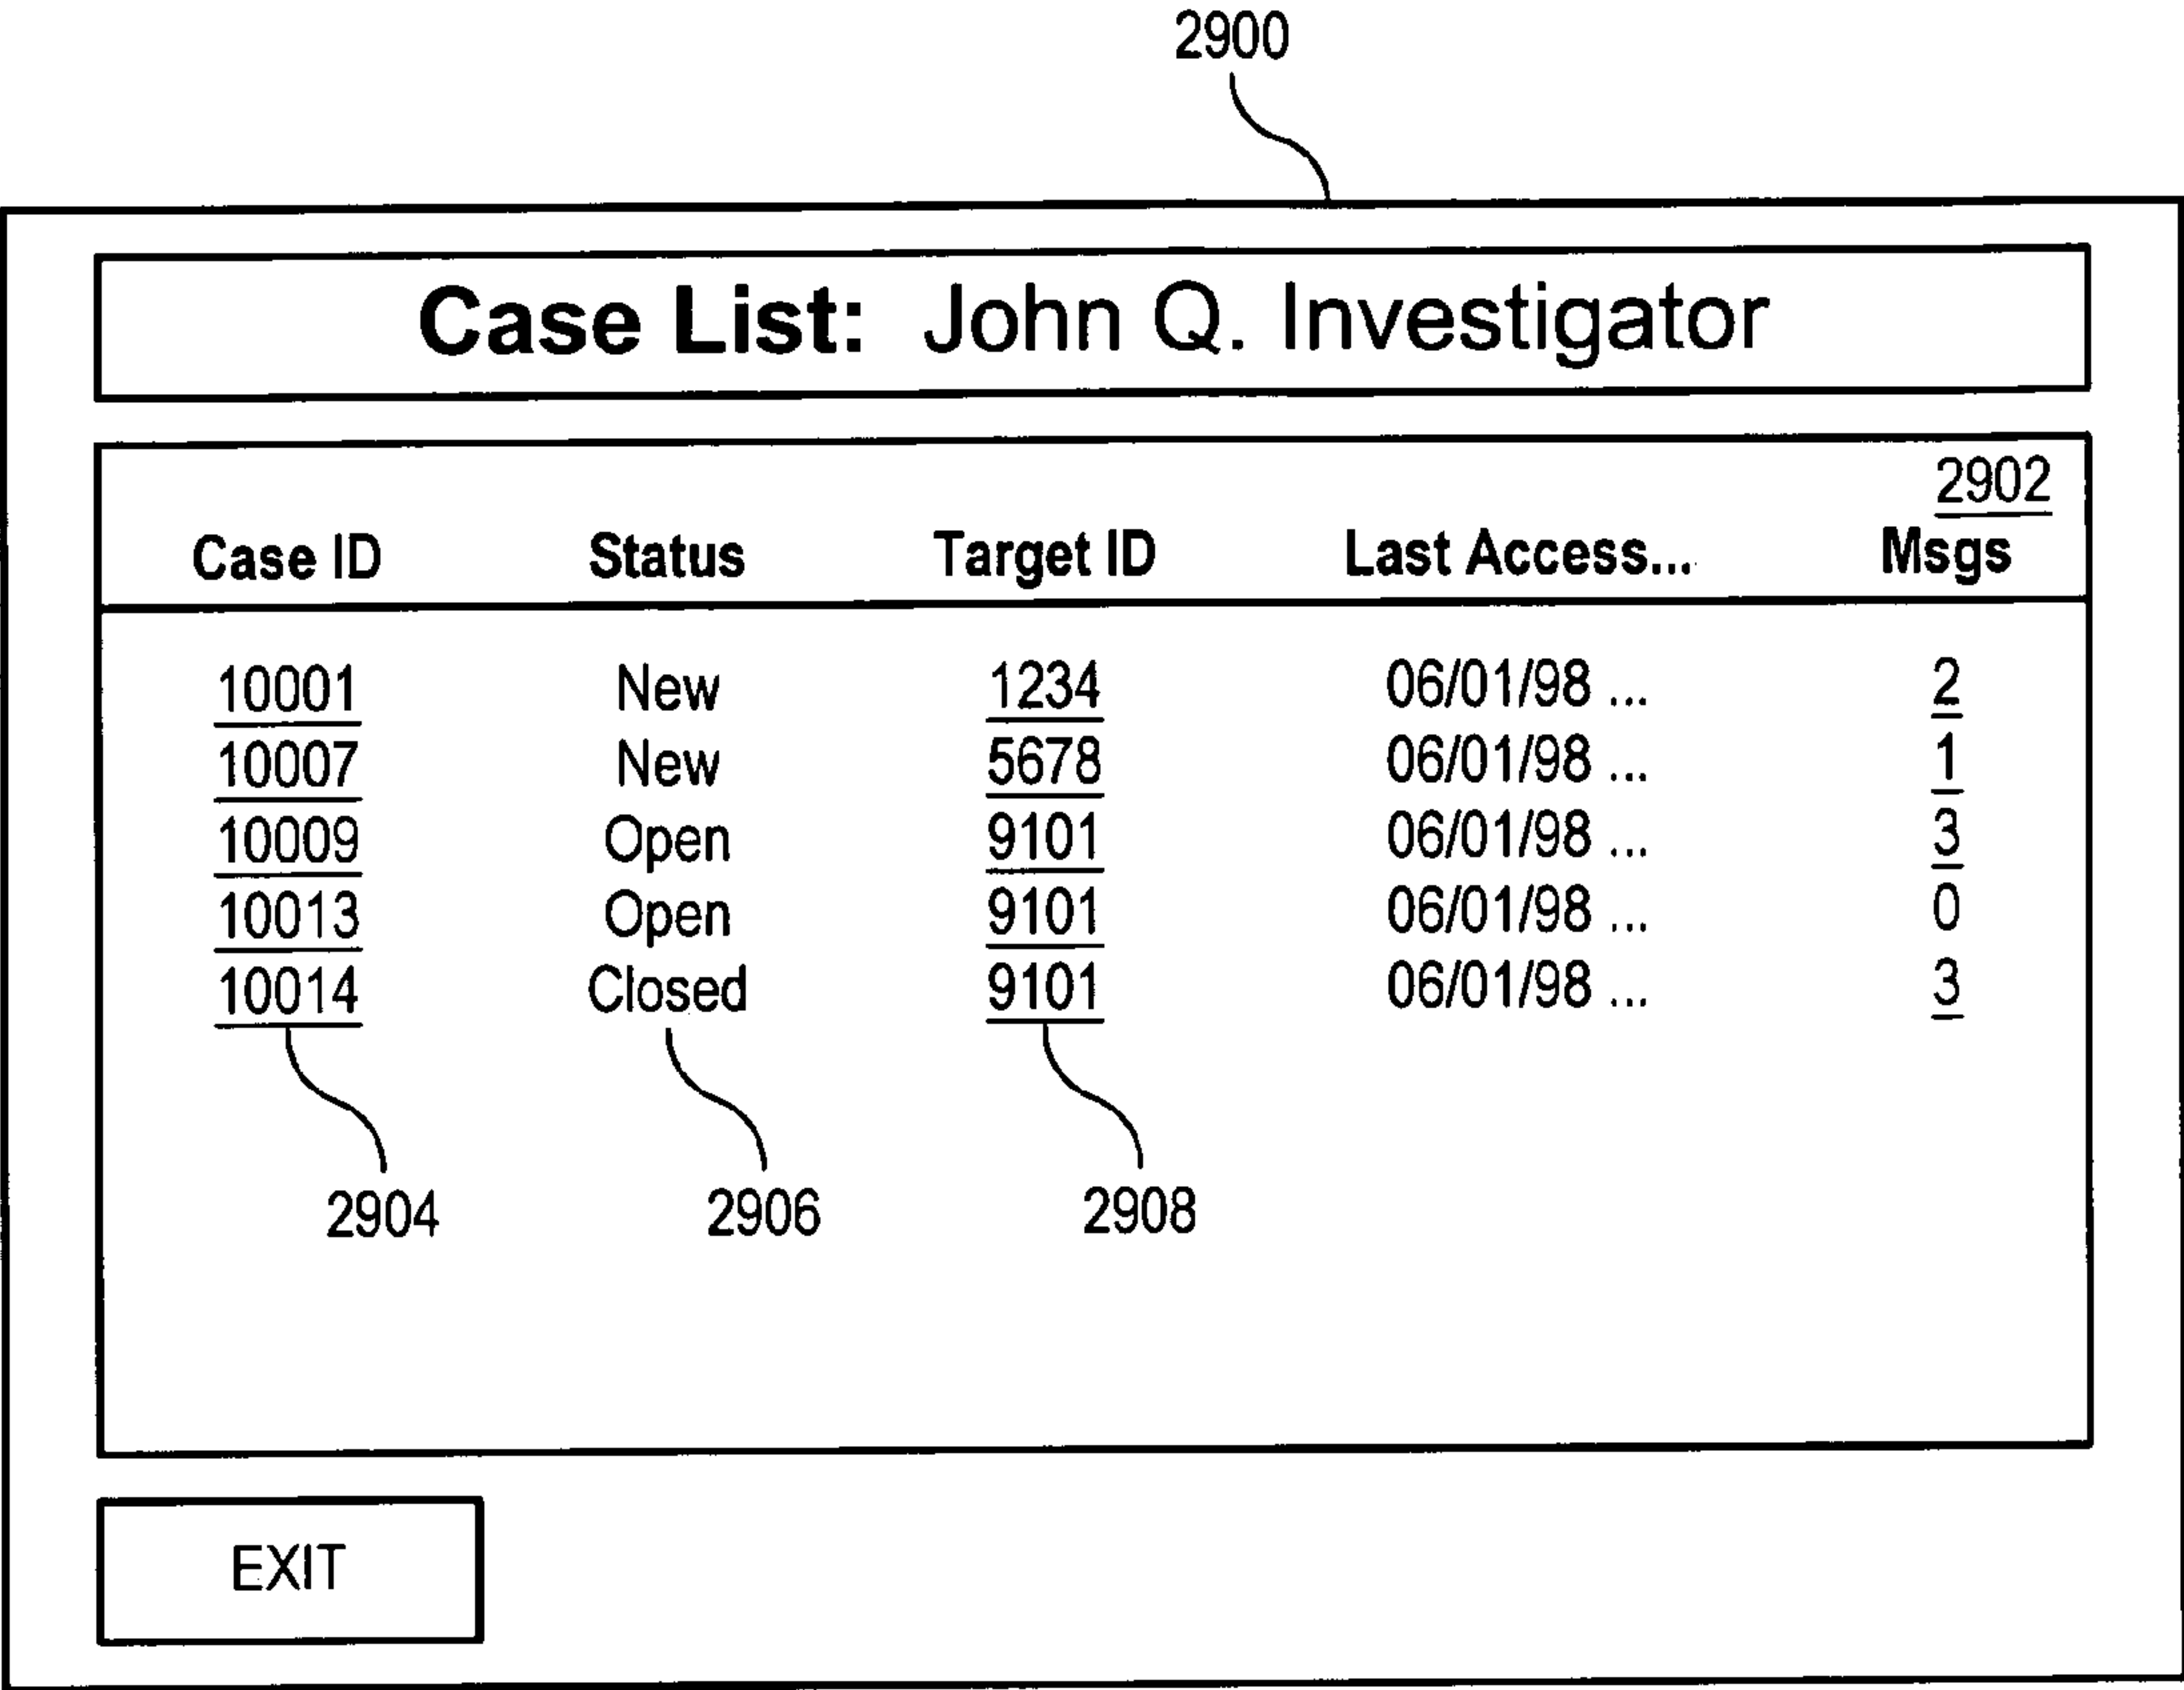 2900
Case List: John Q. Investigator
2902
Case ID Status Target ID Last Access... Msgs
10001 New 1234 06/01/98 ... 2
10007 New 5678 06/01/98 ... 1
10009 Open 9101 06/01/98 ... 3
10013 Open 9101 06/01/98 ... 0
10014 Closed 9101 06/01/98 ... 3
2904 2906 2908
EXIT